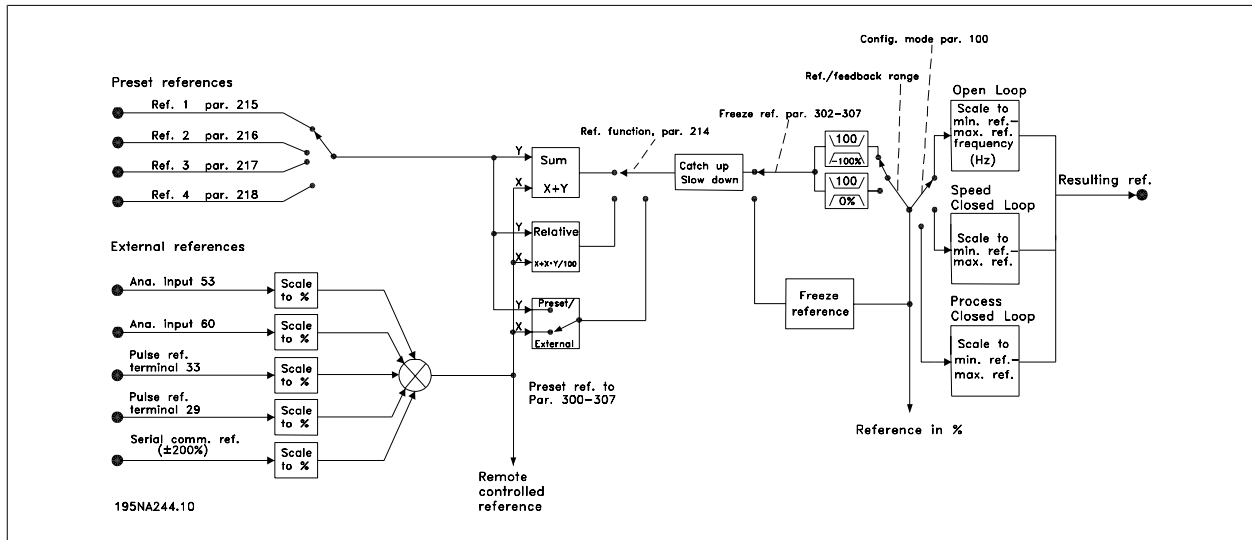 Config. mode par. 100
Ref./feedback range
Preset references
Ref. 1 par. 215
Ref. 2 par. 216
Ref. 3 par. 217
Ref. 4 par. 218
Ref. function, par. 214
Freeze ref. par. 302-307
Y
Sum
X
X+Y
Y
Relative
X
X+X·Y/100
Y
Preset/
X
External
Catch up
Slow down
100
-100%
100
0%
Open Loop
Scale to
min. ref.-
max. ref.
frequency
(Hz)
Speed
Closed Loop
Scale to
min. ref.-
max. ref.
Process
Closed Loop
Scale to
min. ref.-
max. ref.
Resulting ref.
Freeze
reference
Reference in %
External references
Ana. input 53
Scale
to %
Ana. input 60
Scale
to %
Pulse ref.
terminal 33
Scale
to %
Pulse ref.
terminal 29
Scale
to %
Serial comm. ref.
(±200%)
Scale
to %
Preset ref. to
Par. 300-307
Remote
controlled
reference
195NA244.10